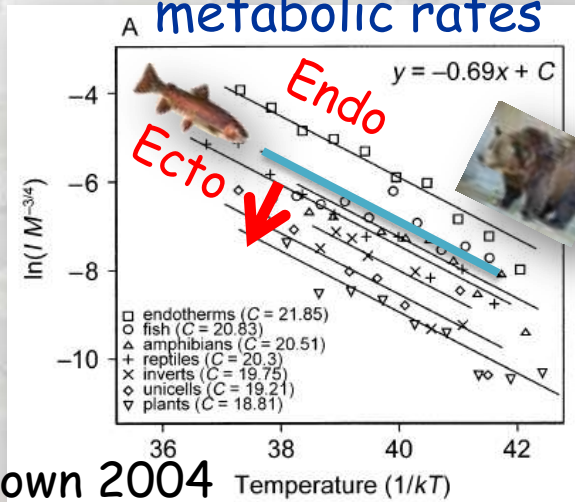 metabolic rates
A
y = –0.69x + C
Endo
Ecto
ln(I M⁻³/⁴)
–4
–6
–8
–10
□ endotherms (C = 21.85)
○ fish (C = 20.83)
△ amphibians (C = 20.51)
+ reptiles (C = 20.3)
× inverts (C = 19.75)
◇ unicells (C = 19.21)
▽ plants (C = 18.81)
36 38 40 42
own 2004 Temperature (1/kT)